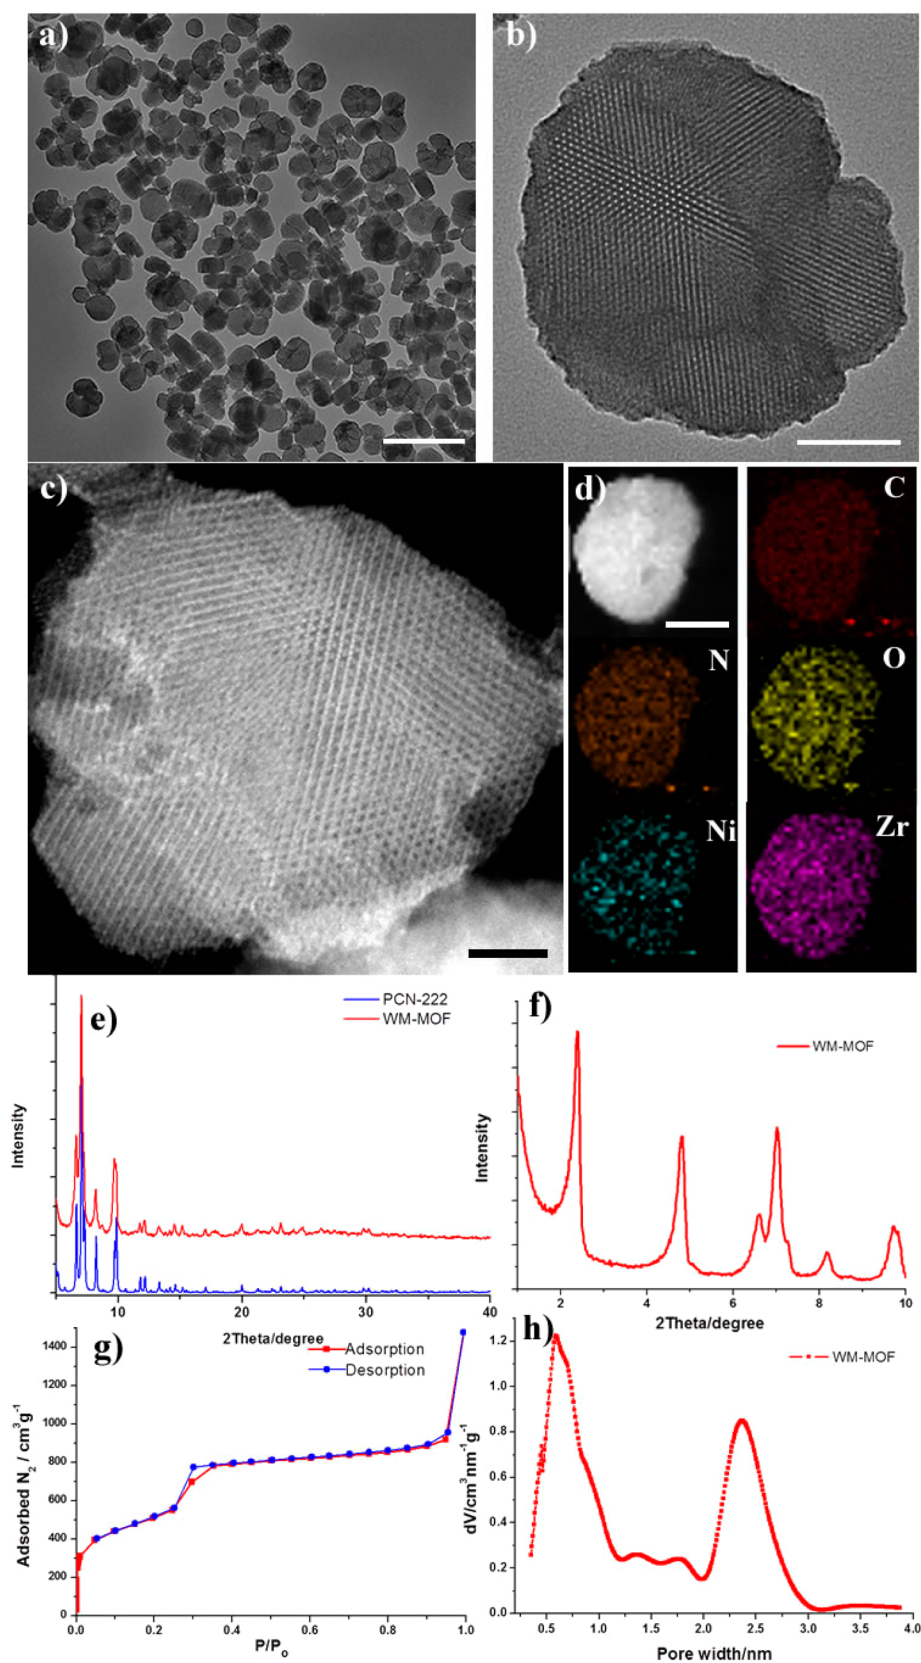 a)
b)
c)
d)
C
N
O
Ni
Zr
e)
PCN-222
WM-MOF
Intensity
10
20
30
40
2Theta/degree
f)
WM-MOF
Intensity
2
4
6
8
10
2Theta/degree
g)
Adsorption
Desorption
Adsorbed N₂ / cm³g⁻¹
1400
1200
1000
800
600
400
200
0
0.0
0.2
0.4
0.6
0.8
1.0
P/P₀
h)
WM-MOF
dV/cm³nm⁻¹g⁻¹
1.2
1.0
0.8
0.6
0.4
0.2
0.0
0.5
1.0
1.5
2.0
2.5
3.0
3.5
4.0
Pore width/nm